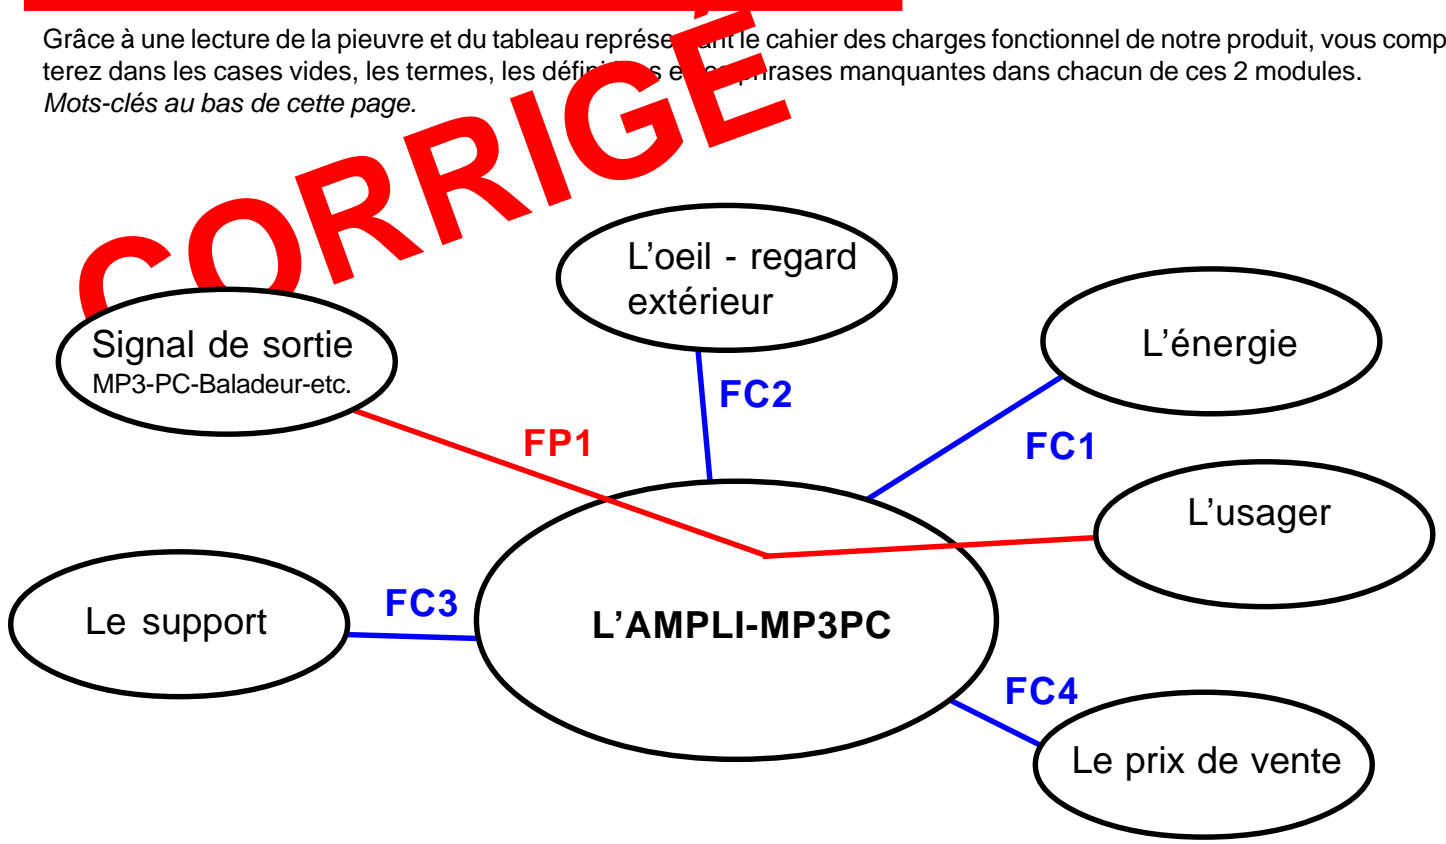 Grâce à une lecture de la pieuvre et du tableau représentant le cahier des charges fonctionnel de notre produit, vous comp
terez dans les cases vides, les termes, les définitions et phrases manquantes dans chacun de ces 2 modules.
Mots-clés au bas de cette page.
CORRIGÉ
L'oeil - regard
extérieur
Signal de sortie
MP3-PC-Baladeur-etc.
L'énergie
FC2
FP1
FC1
L'usager
Le support
FC3
L'AMPLI-MP3PC
FC4
Le prix de vente